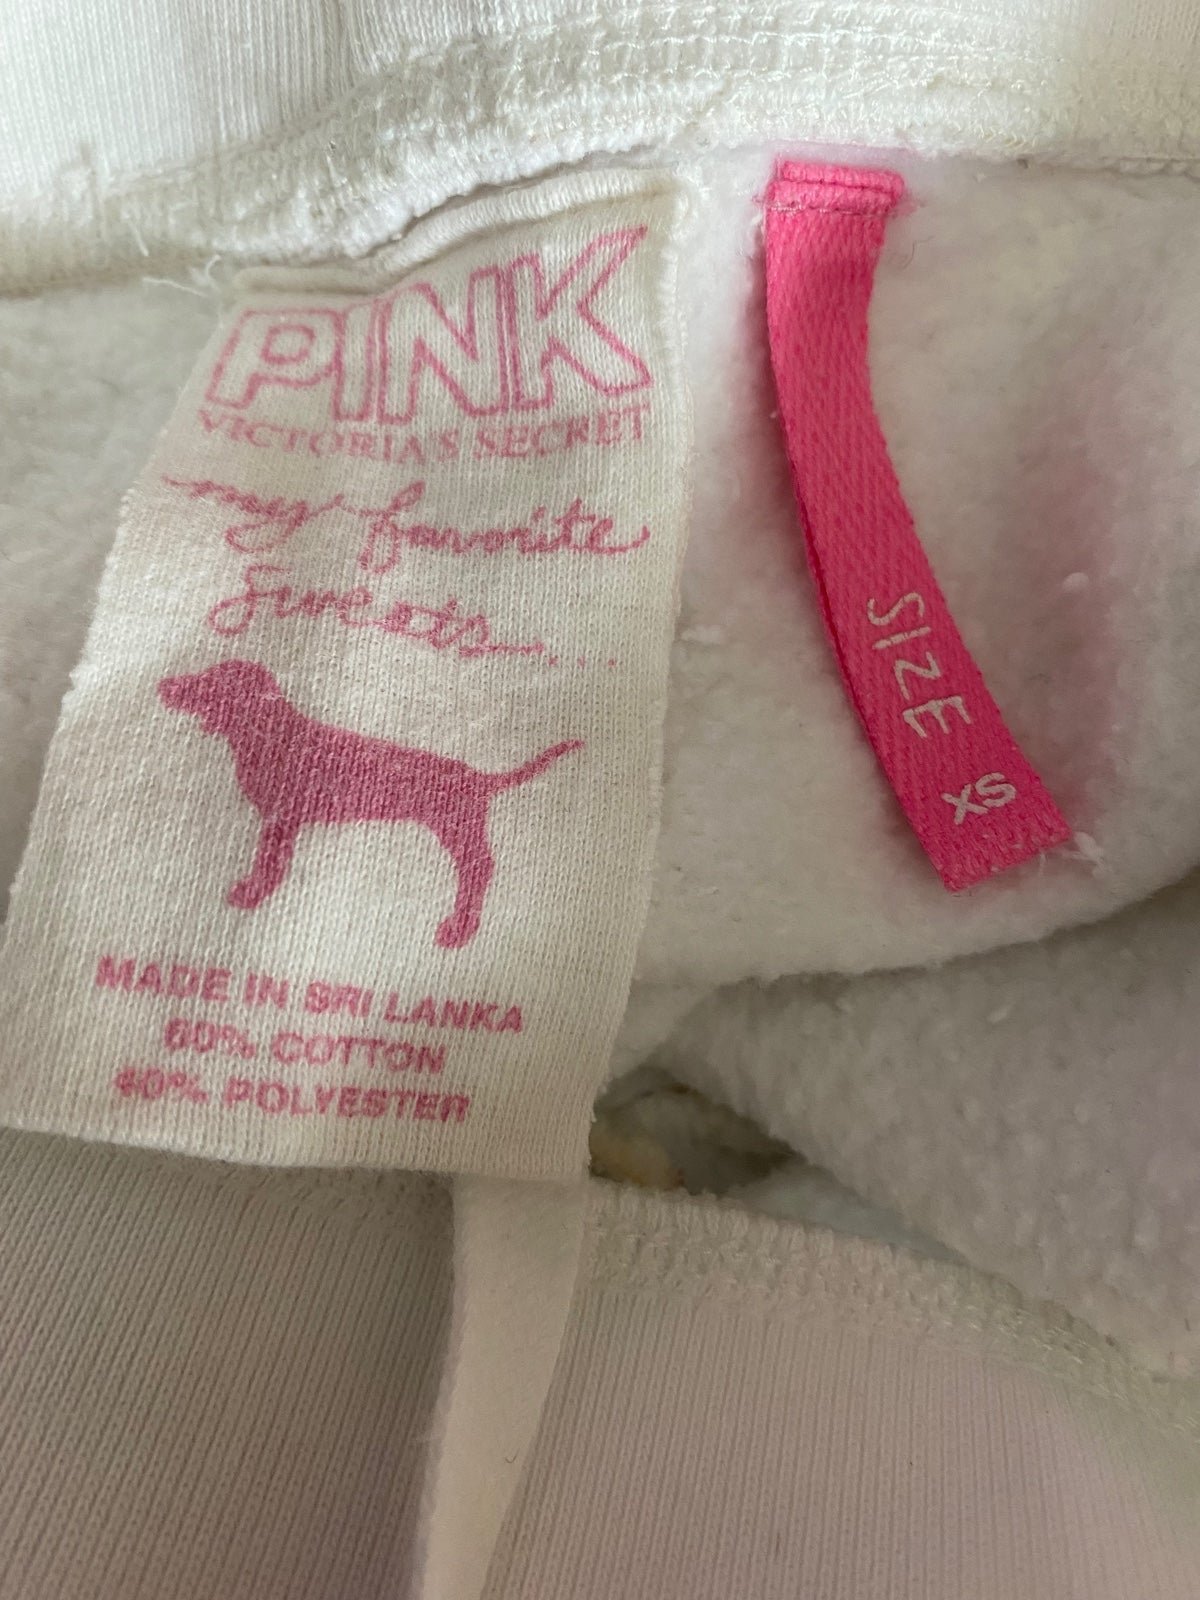 PINK
VICTORIA'S SECRET
my favorite
Sweats....
MADE IN SRI LANKA
60% COTTON
40% POLYESTER
SIZE
XS